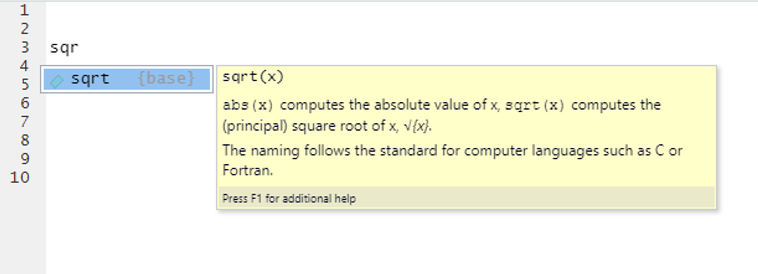 1
2
3 sqr
4
5
6
7
8
9
10
sqrt {base}
sqrt(x)
abs(x) computes the absolute value of x, sqrt(x) computes the
(principal) square root of x, √{x}.
The naming follows the standard for computer languages such as C or
Fortran.
Press F1 for additional help